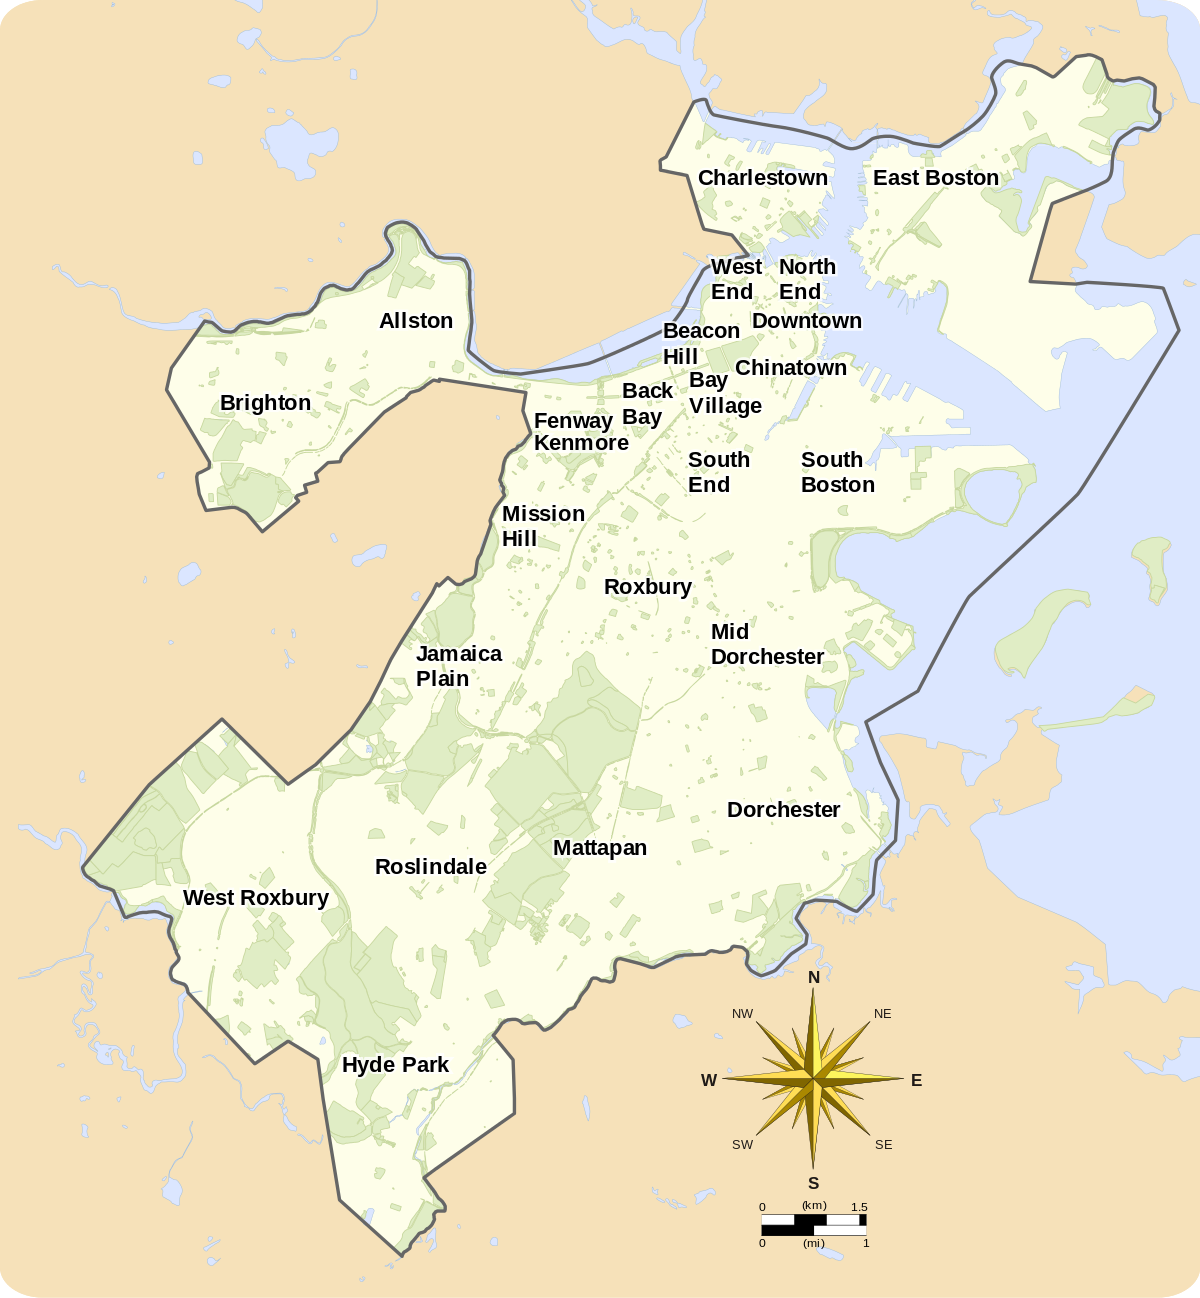 Charlestown
East Boston
West
End
North
End
Allston
Beacon
Hill
Downtown
Chinatown
Bay
Village
Back
Bay
Brighton
Fenway
Kenmore
South
End
South
Boston
Mission
Hill
Roxbury
Mid
Dorchester
Jamaica
Plain
Dorchester
Mattapan
Roslindale
West Roxbury
Hyde Park
N
NW
NE
W
E
SW
SE
S
0 (km) 1.5
0 (mi) 1